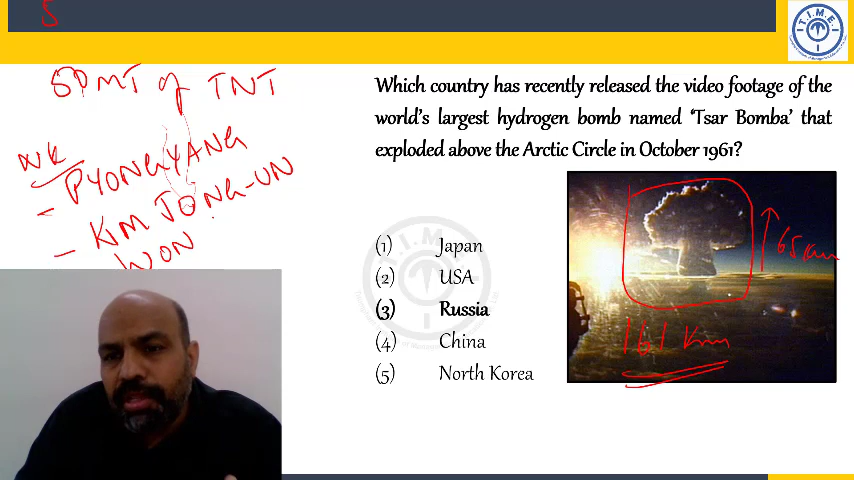 5
T.I.M.E.
50MT of TNT
NK
- PYONGYANG
- KIM JONG-UN
WON
Which country has recently released the video footage of the
world's largest hydrogen bomb named 'Tsar Bomba' that
exploded above the Arctic Circle in October 1961?
(1) Japan
(2) USA
(3) Russia
(4) China
(5) North Korea
65km
161 Km